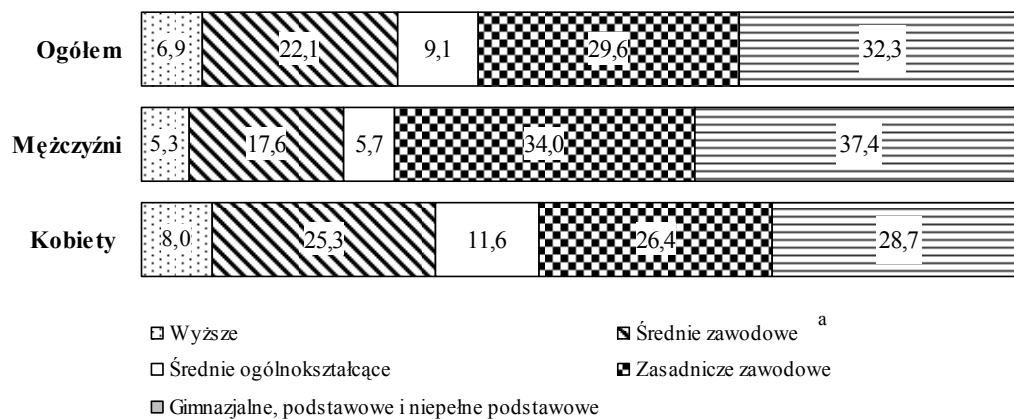 Ogółem 6,9 22,1 9,1 29,6 32,3
Mężczyźni 5,3 17,6 5,7 34,0 37,4
Kobiety 8,0 25,3 11,6 26,4 28,7
Wyższe Średnie zawodowe a
Średnie ogólnokształcące Zasadnicze zawodowe
Gimnazjalne, podstawowe i niepełne podstawowe